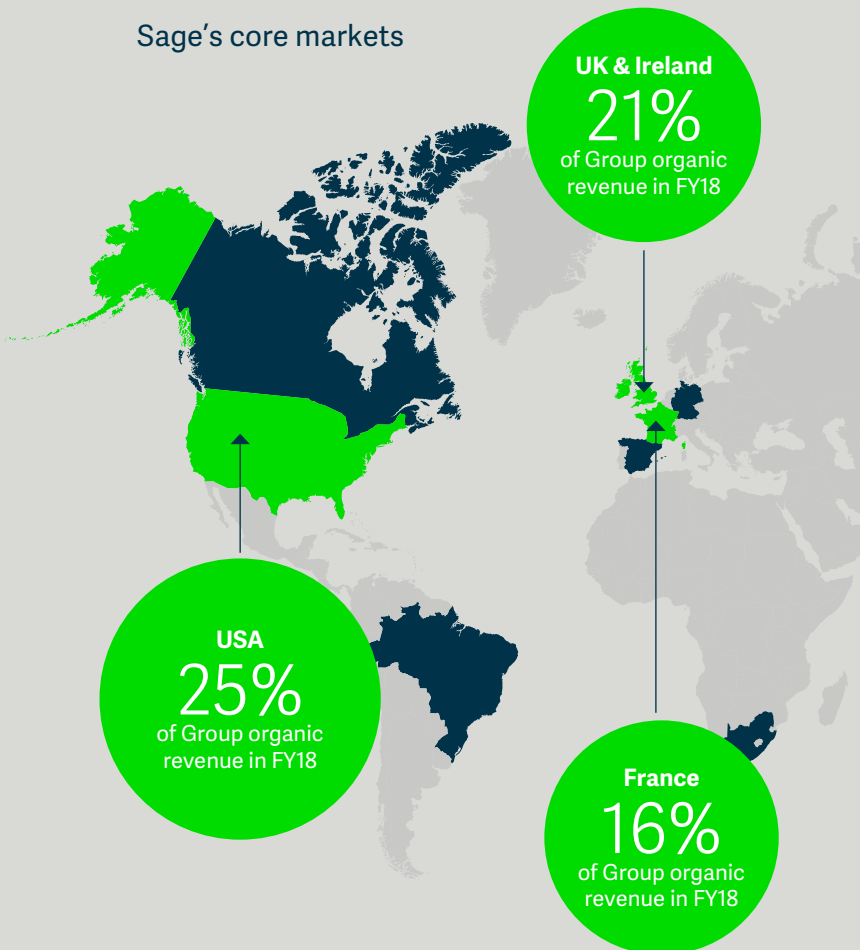 Sage’s core markets
UK & Ireland
21%
of Group organic
revenue in FY18
USA
25%
of Group organic
revenue in FY18
France
16%
of Group organic
revenue in FY18